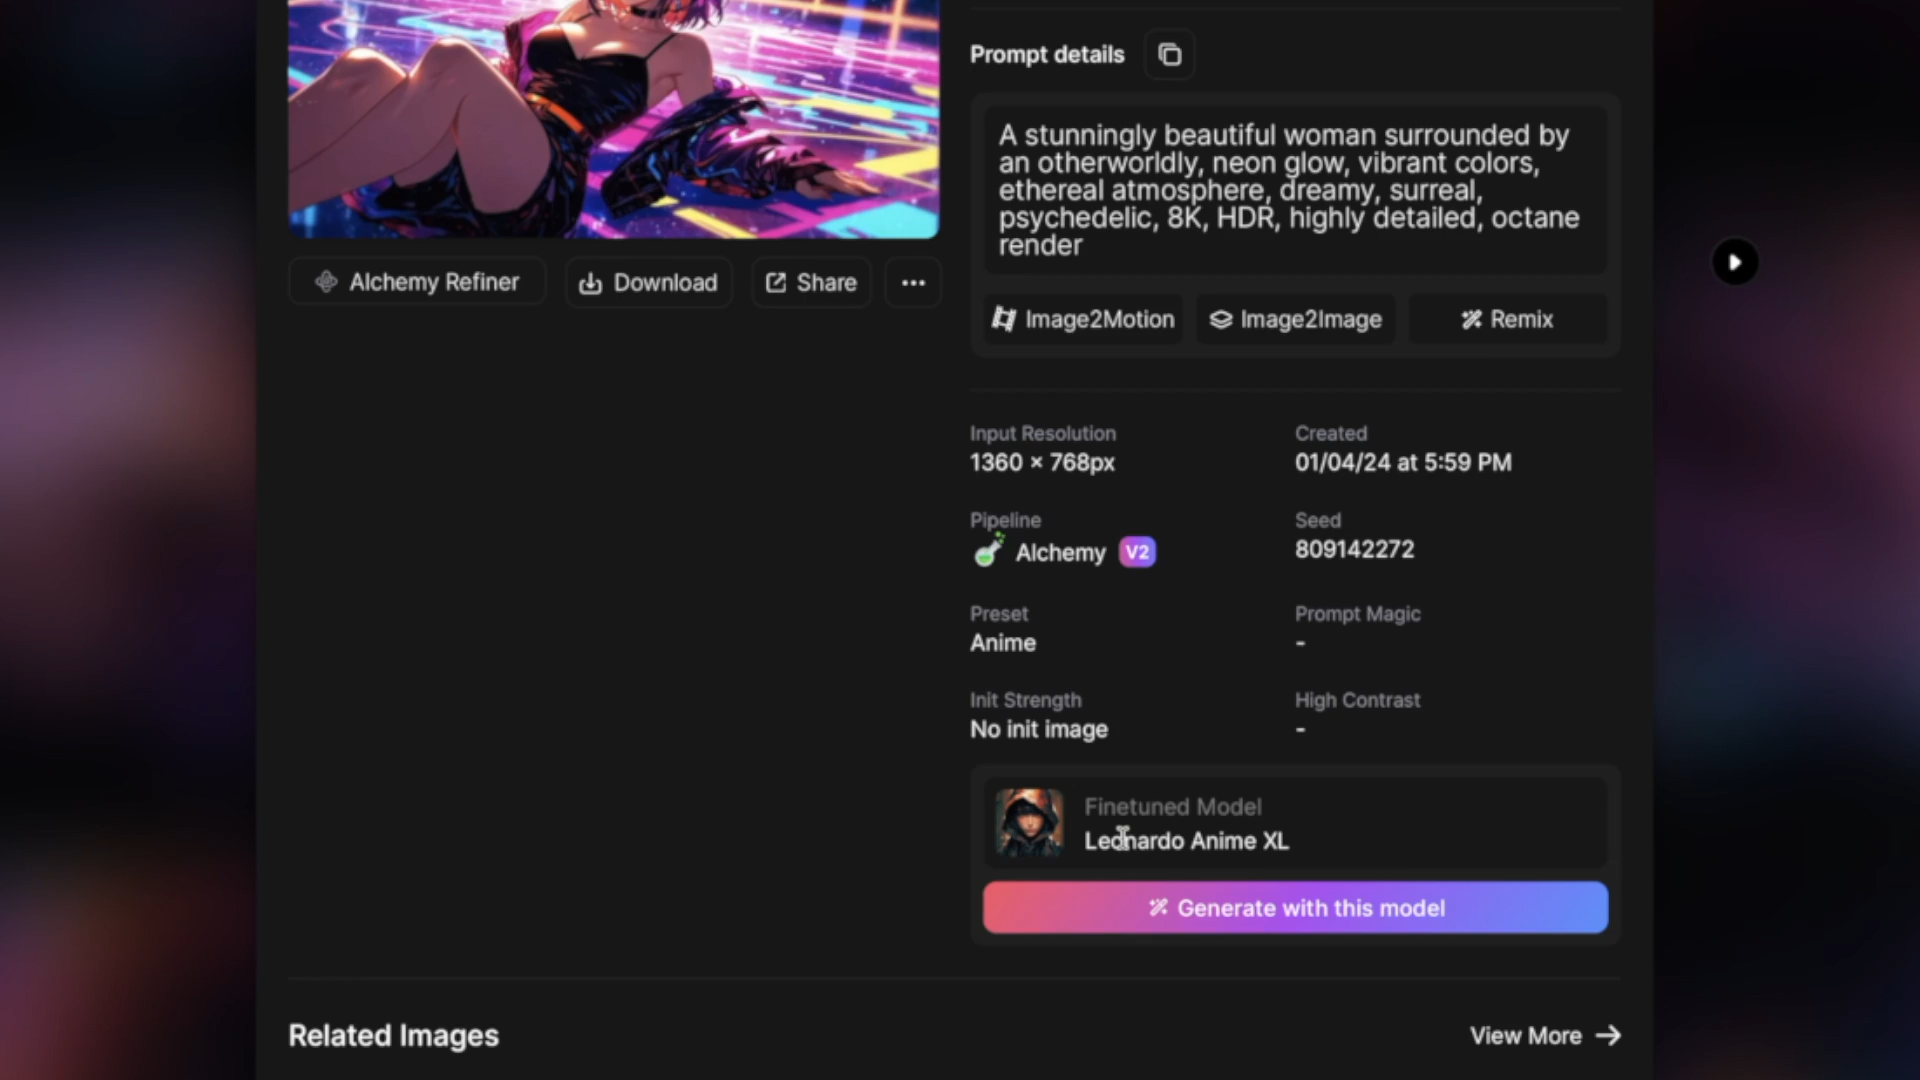 Prompt details
A stunningly beautiful woman surrounded by
an otherworldly, neon glow, vibrant colors,
ethereal atmosphere, dreamy, surreal,
psychedelic, 8K, HDR, highly detailed, octane
render
Alchemy Refiner
Download
Share
Image2Motion
Image2Image
Remix
Input Resolution
1360 × 768px
Created
01/04/24 at 5:59 PM
Pipeline
Alchemy V2
Seed
809142272
Preset
Anime
Prompt Magic
-
Init Strength
No init image
High Contrast
-
Finetuned Model
Leonardo Anime XL
Generate with this model
Related Images
View More